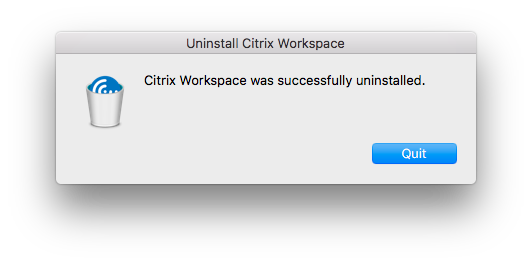 Uninstall Citrix Workspace
Citrix Workspace was successfully uninstalled.
Quit